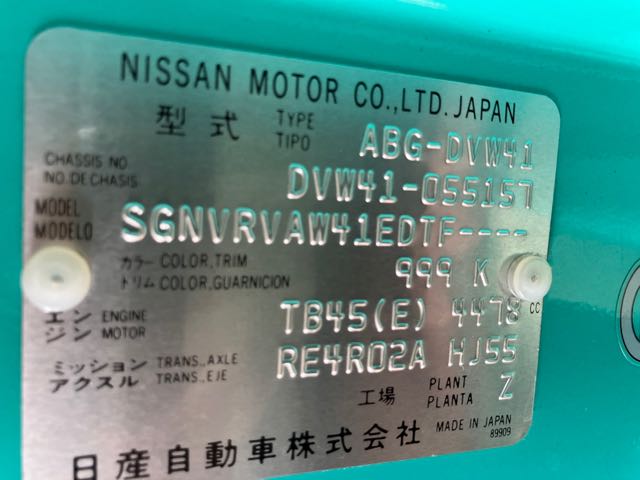 NISSAN MOTOR CO.,LTD. JAPAN
型式 TYPE TIPO ABG-DVW41
CHASSIS NO NO.DE CHASIS DVW41-055157
MODEL MODELO SGNVRVAW41EDTF----
カラー COLOR,TRIM トリム COLOR,GUARNICION 999 K
エンジン ENGINE MOTOR TB45(E) 4478 CC
ミッション アクスル TRANS.,AXLE TRANS.,EJE RE4R02A HJ55
工場 PLANT PLANTA Z
日産自動車株式会社 MADE IN JAPAN
89909